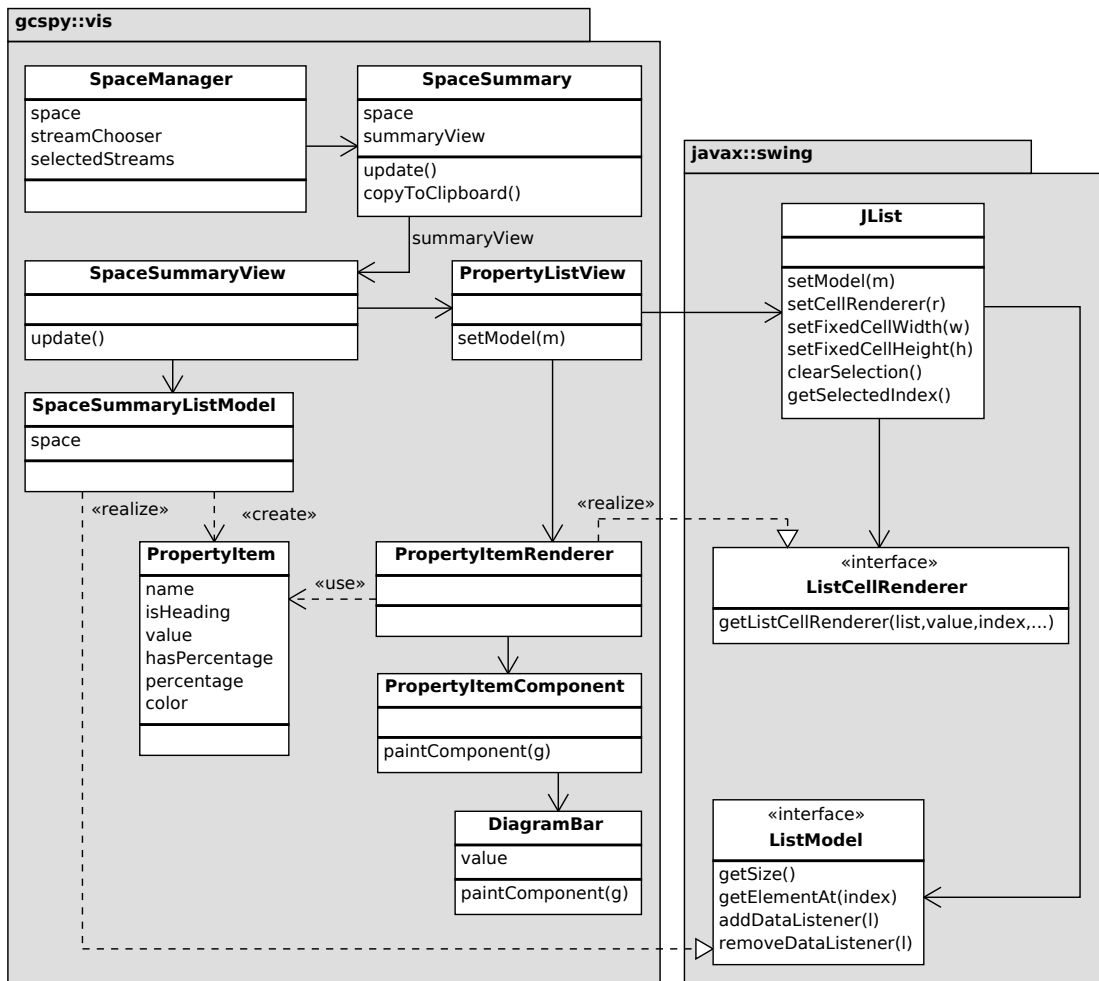 gcspy::vis
SpaceManager
space
streamChooser
selectedStreams
SpaceSummary
space
summaryView
update()
copyToClipboard()
summaryView
SpaceSummaryView
update()
PropertyListView
setModel(m)
SpaceSummaryListModel
space
«realize»
«create»
PropertyItem
name
isHeading
value
hasPercentage
percentage
color
«use»
PropertyItemRenderer
«realize»
PropertyItemComponent
paintComponent(g)
DiagramBar
value
paintComponent(g)
javax::swing
JList
setModel(m)
setCellRenderer(r)
setFixedCellWidth(w)
setFixedCellHeight(h)
clearSelection()
getSelectedIndex()
«interface»
ListCellRenderer
getListCellRenderer(list,value,index,...)
«interface»
ListModel
getSize()
getElementAt(index)
addDataListener(l)
removeDataListener(l)